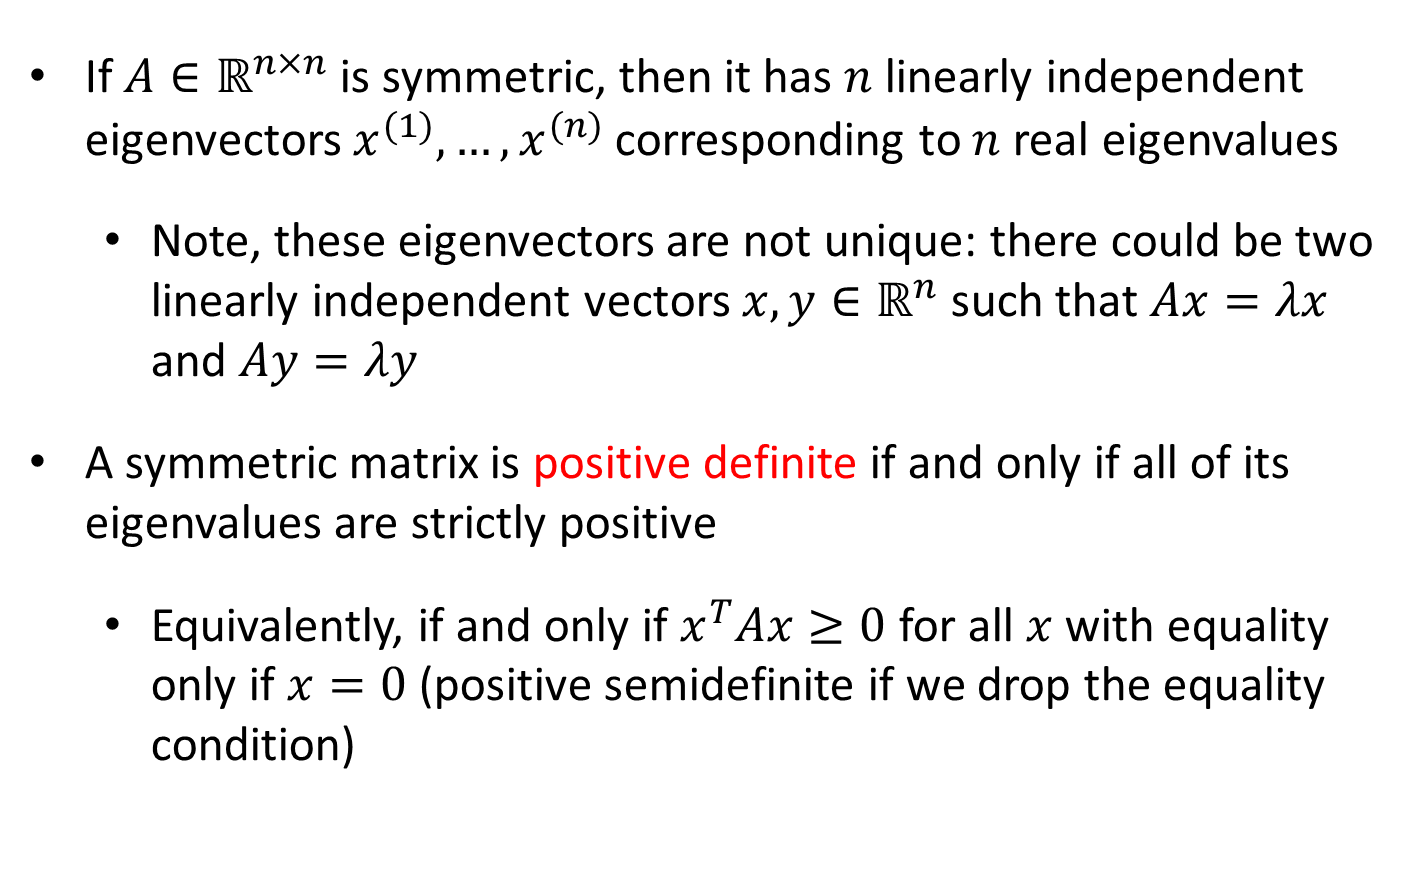 • If 𝐴 ∈ ℝⁿˣⁿ is symmetric, then it has 𝑛 linearly independent
eigenvectors 𝑥⁽¹⁾, … , 𝑥⁽ⁿ⁾ corresponding to 𝑛 real eigenvalues
• Note, these eigenvectors are not unique: there could be two
linearly independent vectors 𝑥, 𝑦 ∈ ℝⁿ such that 𝐴𝑥 = 𝜆𝑥
and 𝐴𝑦 = 𝜆𝑦
• A symmetric matrix is positive definite if and only if all of its
eigenvalues are strictly positive
• Equivalently, if and only if 𝑥ᵀ𝐴𝑥 ≥ 0 for all 𝑥 with equality
only if 𝑥 = 0 (positive semidefinite if we drop the equality
condition)